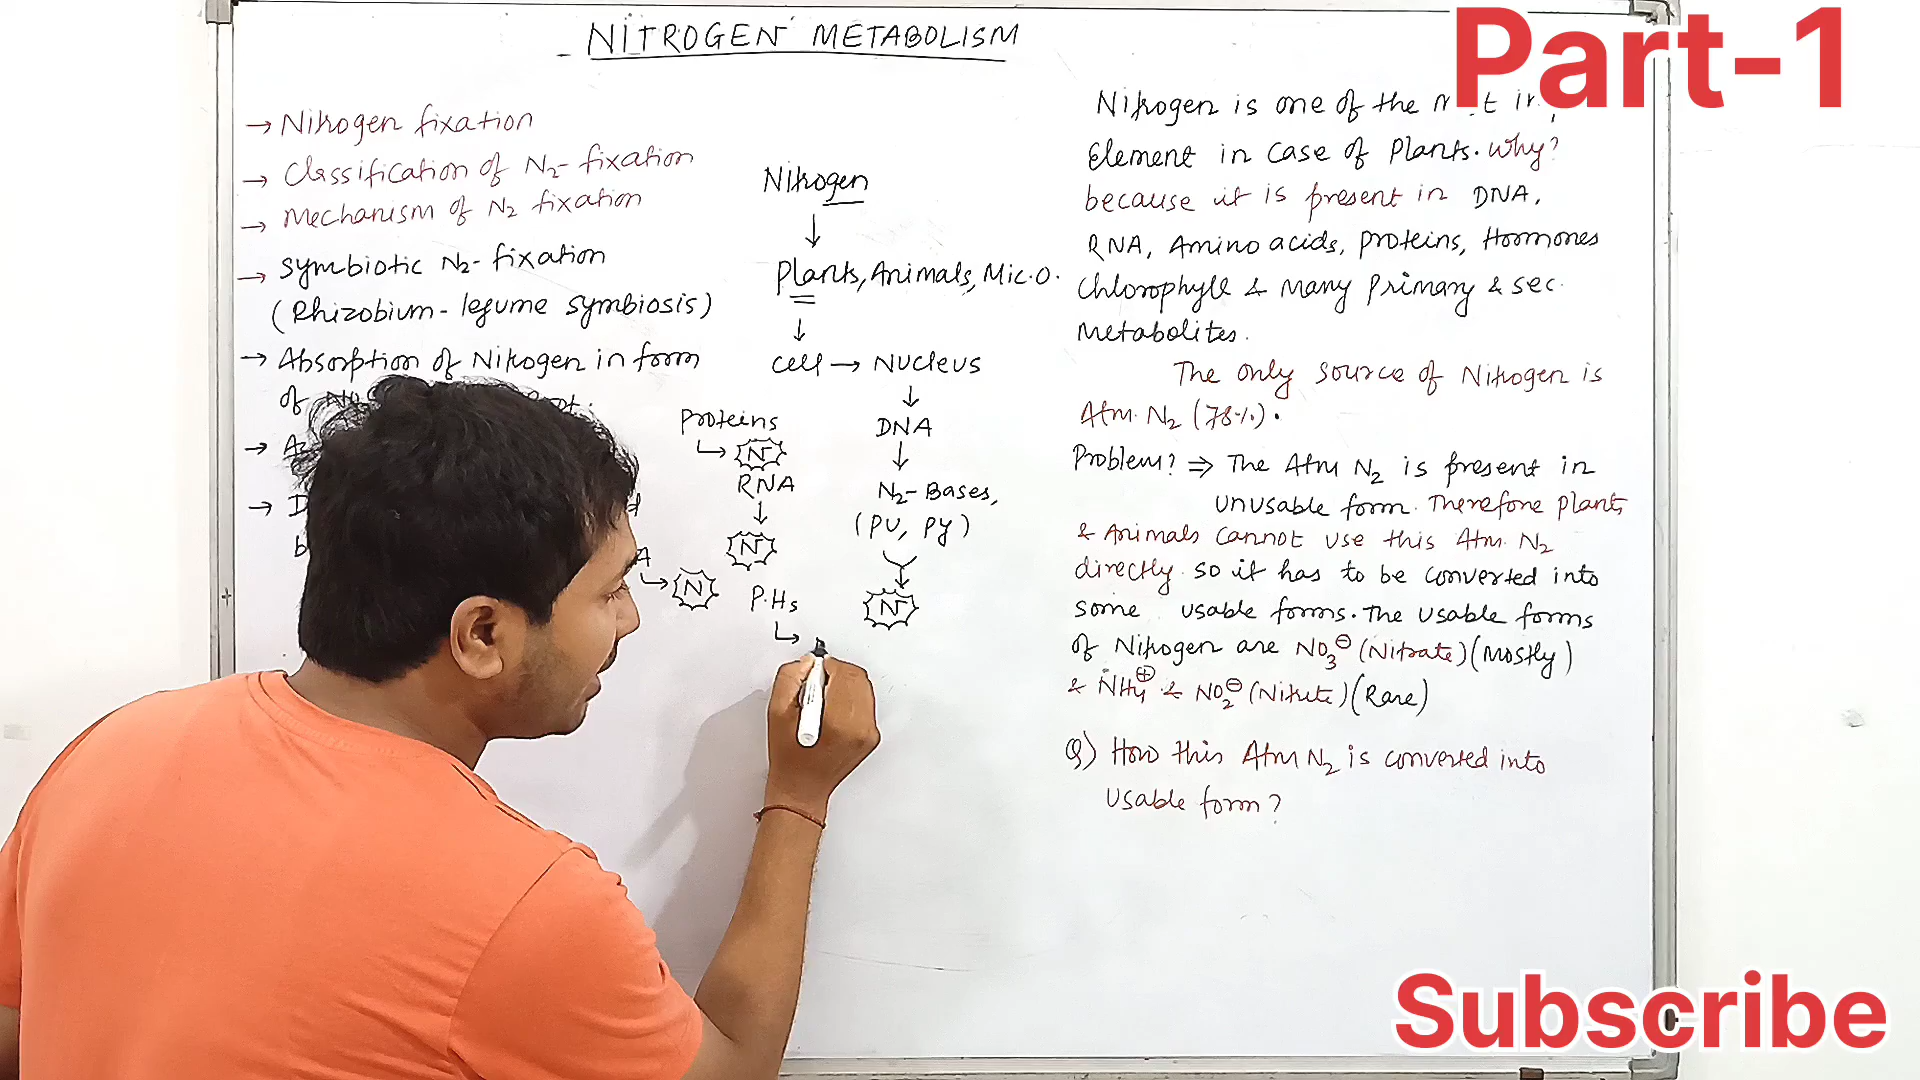 NITROGEN METABOLISM
Part-1
→ Nitrogen fixation
→ Classification of N2-fixation
→ Mechanism of N2 fixation
→ symbiotic N2-fixation
(Rhizobium-legume symbiosis)
→ Absorption of Nitrogen in form
of
→
→
Nitrogen
↓
Plants, Animals, Mic.O.
↓
cell → Nucleus
↓
DNA
↓
N2-Bases,
(PU, PY)
N
Proteins
N
RNA
↓
N
N
P.Hs
Nitrogen is one of the
Element in case of Plants. Why?
because it is present in DNA,
RNA, Amino acids, Proteins, Hormones
Chlorophyll & Many Primary & sec.
Metabolites.
The only source of Nitrogen is
Atm. N2 (78%).
Problem? ⇒ The Atm N2 is present in
unusable form. Therefore plants
& Animals cannot use this Atm. N2
directly. so it has to be converted into
some usable forms. The usable forms
of Nitrogen are NO3⊖ (Nitrate) (Mostly)
& NH4⊕ & NO2⊖ (Nitrite) (Rare)
Q) How this Atm N2 is converted into
usable form?
Subscribe